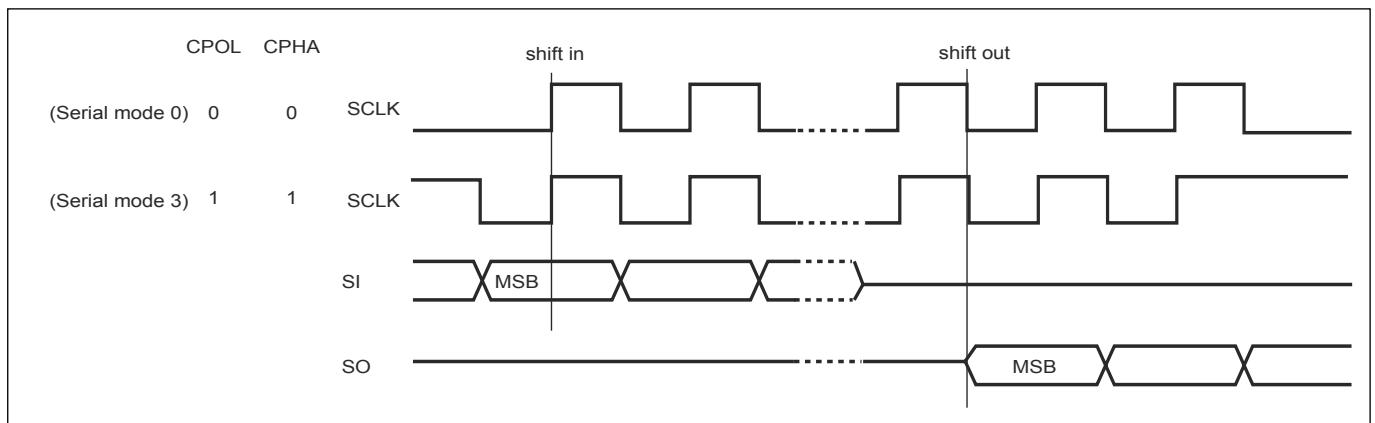 CPOL CPHA
shift in
shift out
(Serial mode 0) 0 0 SCLK
(Serial mode 3) 1 1 SCLK
SI MSB
SO MSB